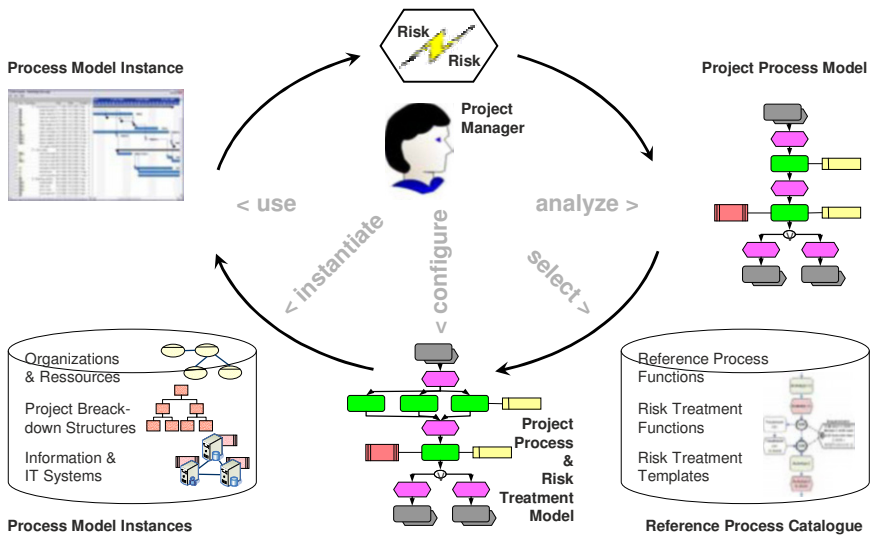 Risk
Risk
Process Model Instance
Project Process Model
Project
Manager
< use
analyze >
< instantiate
< configure
select >
Organizations
& Ressources
Project Break-
down Structures
Information &
IT Systems
Process Model Instances
Project
Process
&
Risk
Treatment
Model
Reference Process
Functions
Risk Treatment
Functions
Risk Treatment
Templates
Reference Process Catalogue
V
V